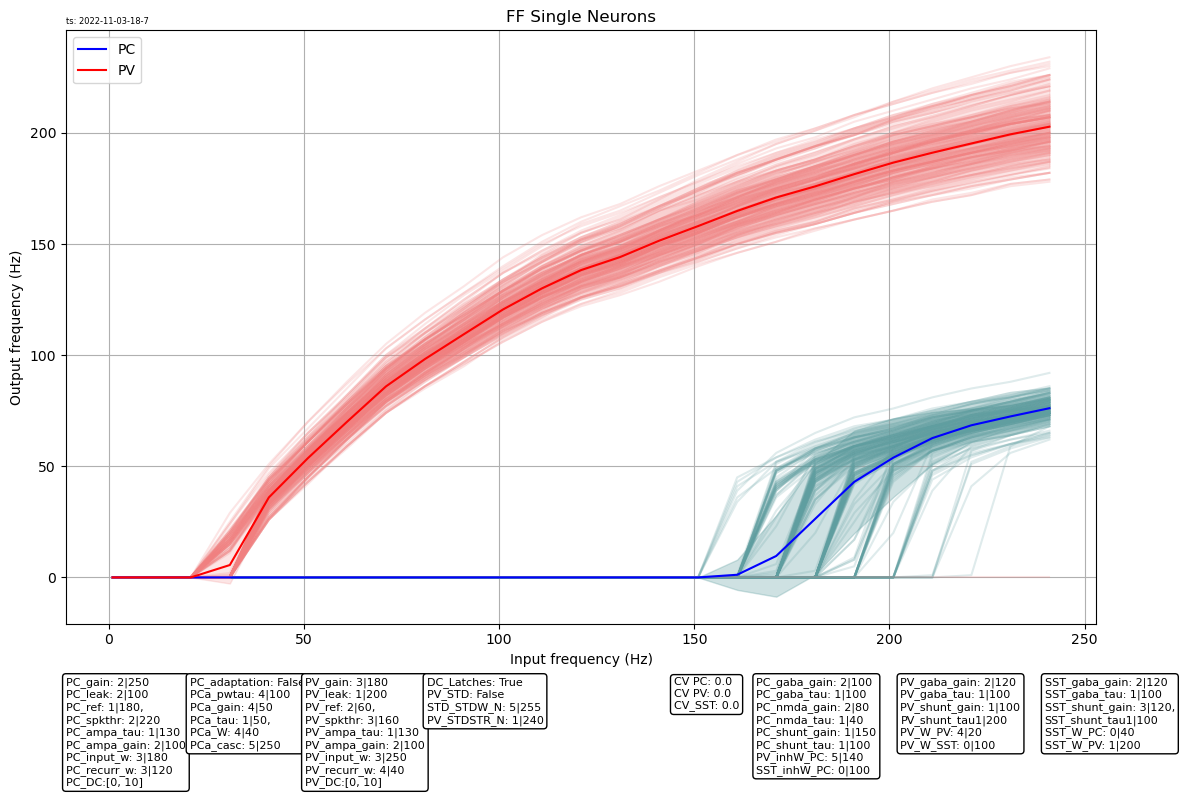 ts: 2022-11-03-18-7
FF Single Neurons
PC
PV
Output frequency (Hz)
200
150
100
50
0
0 50 100 150 200 250
Input frequency (Hz)
PC_gain: 2|250
PC_leak: 2|100
PC_ref: 1|180,
PC_spkthr: 2|220
PC_ampa_tau: 1|130
PC_ampa_gain: 2|100
PC_input_w: 3|180
PC_recurr_w: 3|120
PC_DC:[0, 10]
PC_adaptation: False
PCa_pwtau: 4|100
PCa_gain: 4|50
PCa_tau: 1|50,
PCa_W: 4|40
PCa_casc: 5|250
PV_gain: 3|180
PV_leak: 1|200
PV_ref: 2|60,
PV_spkthr: 3|160
PV_ampa_tau: 1|130
PV_ampa_gain: 2|100
PV_input_w: 3|250
PV_recurr_w: 4|40
PV_DC:[0, 10]
DC_Latches: True
PV_STD: False
STD_STDW_N: 5|255
PV_STDSTR_N: 1|240
CV PC: 0.0
CV PV: 0.0
CV_SST: 0.0
PC_gaba_gain: 2|100
PC_gaba_tau: 1|100
PC_nmda_gain: 2|80
PC_nmda_tau: 1|40
PC_shunt_gain: 1|150
PC_shunt_tau: 1|100
PV_inhW_PC: 5|140
SST_inhW_PC: 0|100
PV_gaba_gain: 2|120
PV_gaba_tau: 1|100
PV_shunt_gain: 1|100
PV_shunt_tau1|200
PV_W_PV: 4|20
PV_W_SST: 0|100
SST_gaba_gain: 2|120
SST_gaba_tau: 1|100
SST_shunt_gain: 3|120,
SST_shunt_tau1|100
SST_W_PC: 0|40
SST_W_PV: 1|200